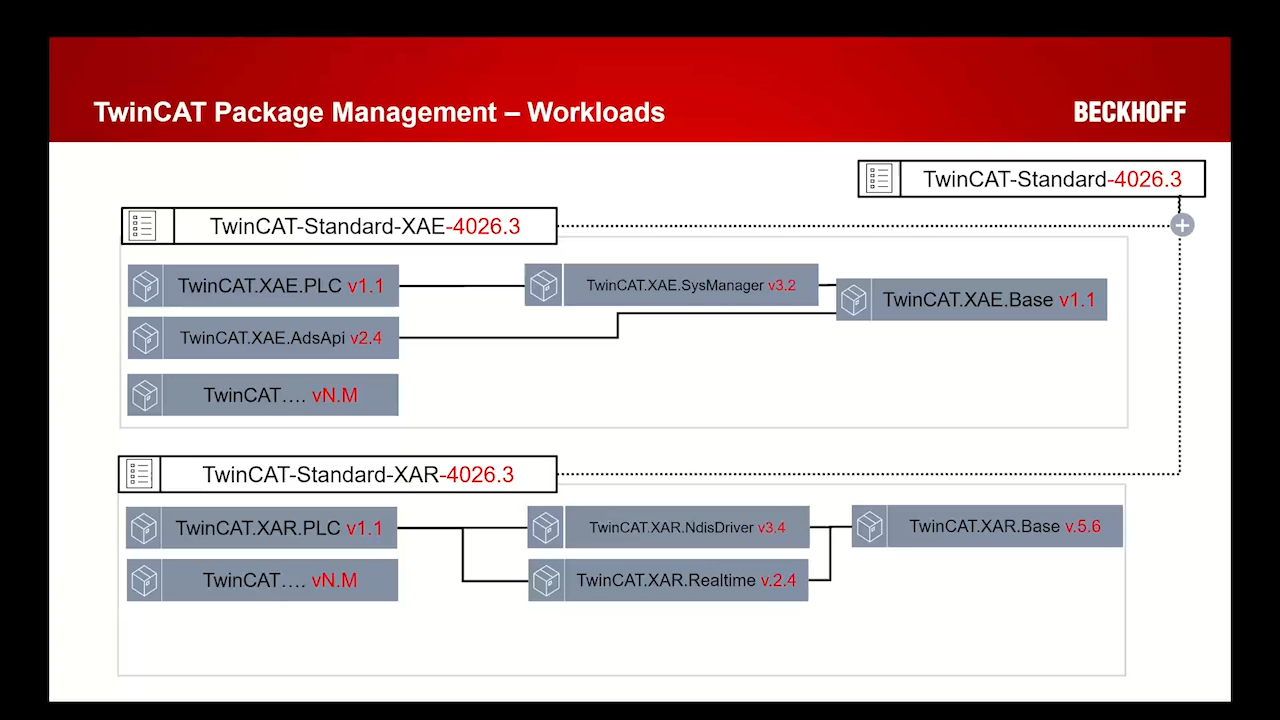 TwinCAT Package Management – Workloads
BECKHOFF
TwinCAT-Standard-4026.3
TwinCAT-Standard-XAE-4026.3
TwinCAT.XAE.PLC v1.1
TwinCAT.XAE.SysManager v3.2
TwinCAT.XAE.Base v1.1
TwinCAT.XAE.AdsApi v2.4
TwinCAT.... vN.M
TwinCAT-Standard-XAR-4026.3
TwinCAT.XAR.PLC v1.1
TwinCAT.XAR.NdisDriver v3.4
TwinCAT.XAR.Base v.5.6
TwinCAT.... vN.M
TwinCAT.XAR.Realtime v.2.4